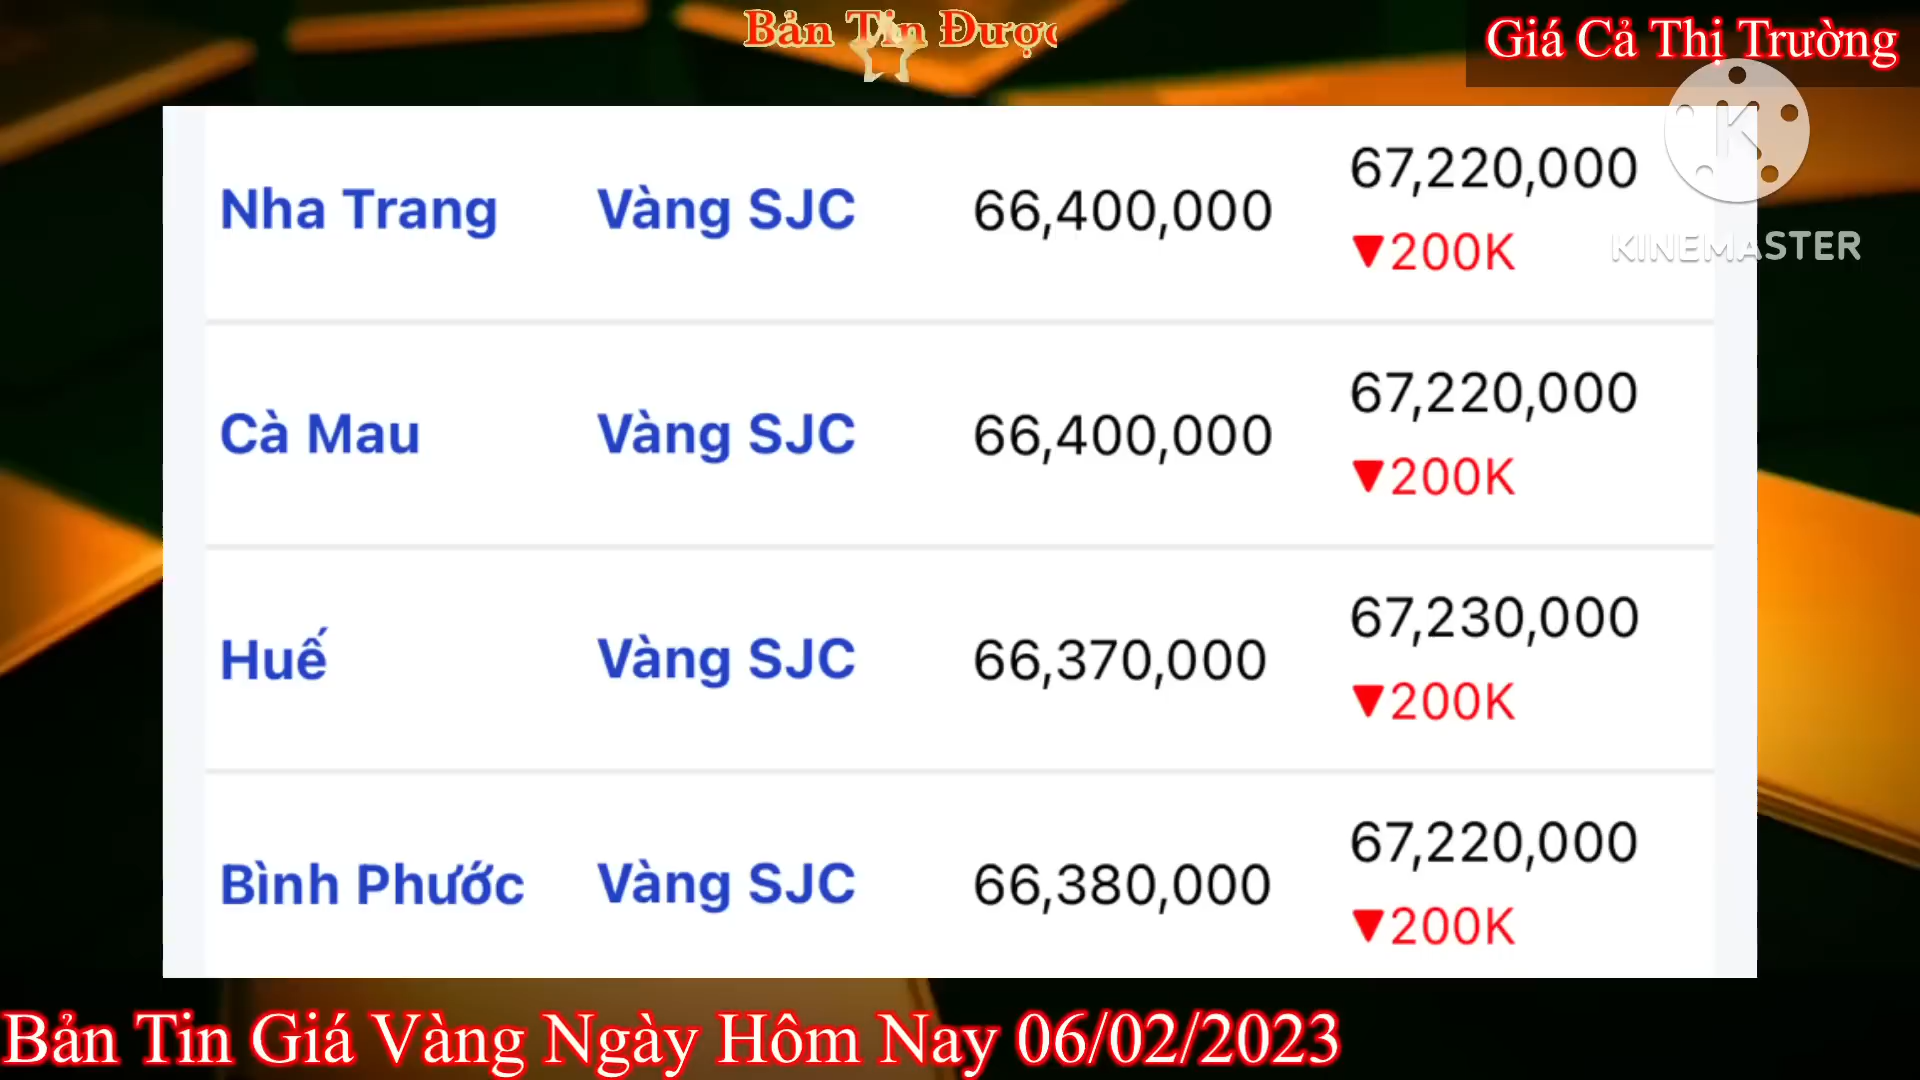 Bản Tin Được
Giá Cả Thị Trường
KINEMASTER
Nha Trang Vàng SJC 66,400,000 67,220,000
▼200K
Cà Mau Vàng SJC 66,400,000 67,220,000
▼200K
Huế Vàng SJC 66,370,000 67,230,000
▼200K
Bình Phước Vàng SJC 66,380,000 67,220,000
▼200K
Bản Tin Giá Vàng Ngày Hôm Nay 06/02/2023